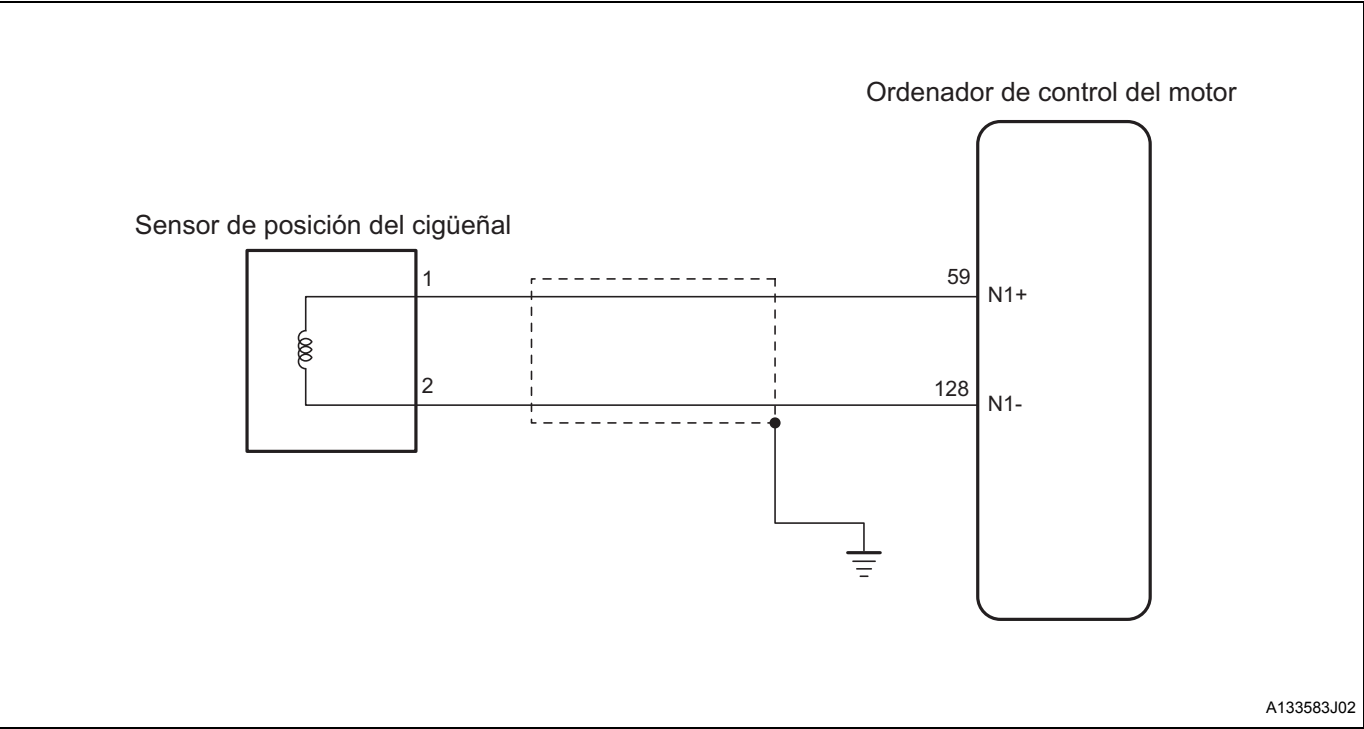 Ordenador de control del motor
Sensor de posición del cigüeñal
1
59
N1+
2
128
N1-
A133583J02